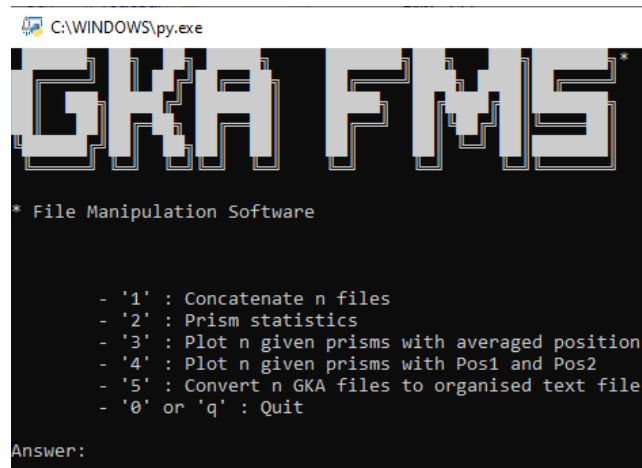 C:\WINDOWS\py.exe
GKA FMS*
* File Manipulation Software
- '1' : Concatenate n files
- '2' : Prism statistics
- '3' : Plot n given prisms with averaged position
- '4' : Plot n given prisms with Pos1 and Pos2
- '5' : Convert n GKA files to organised text file
- '0' or 'q' : Quit
Answer: